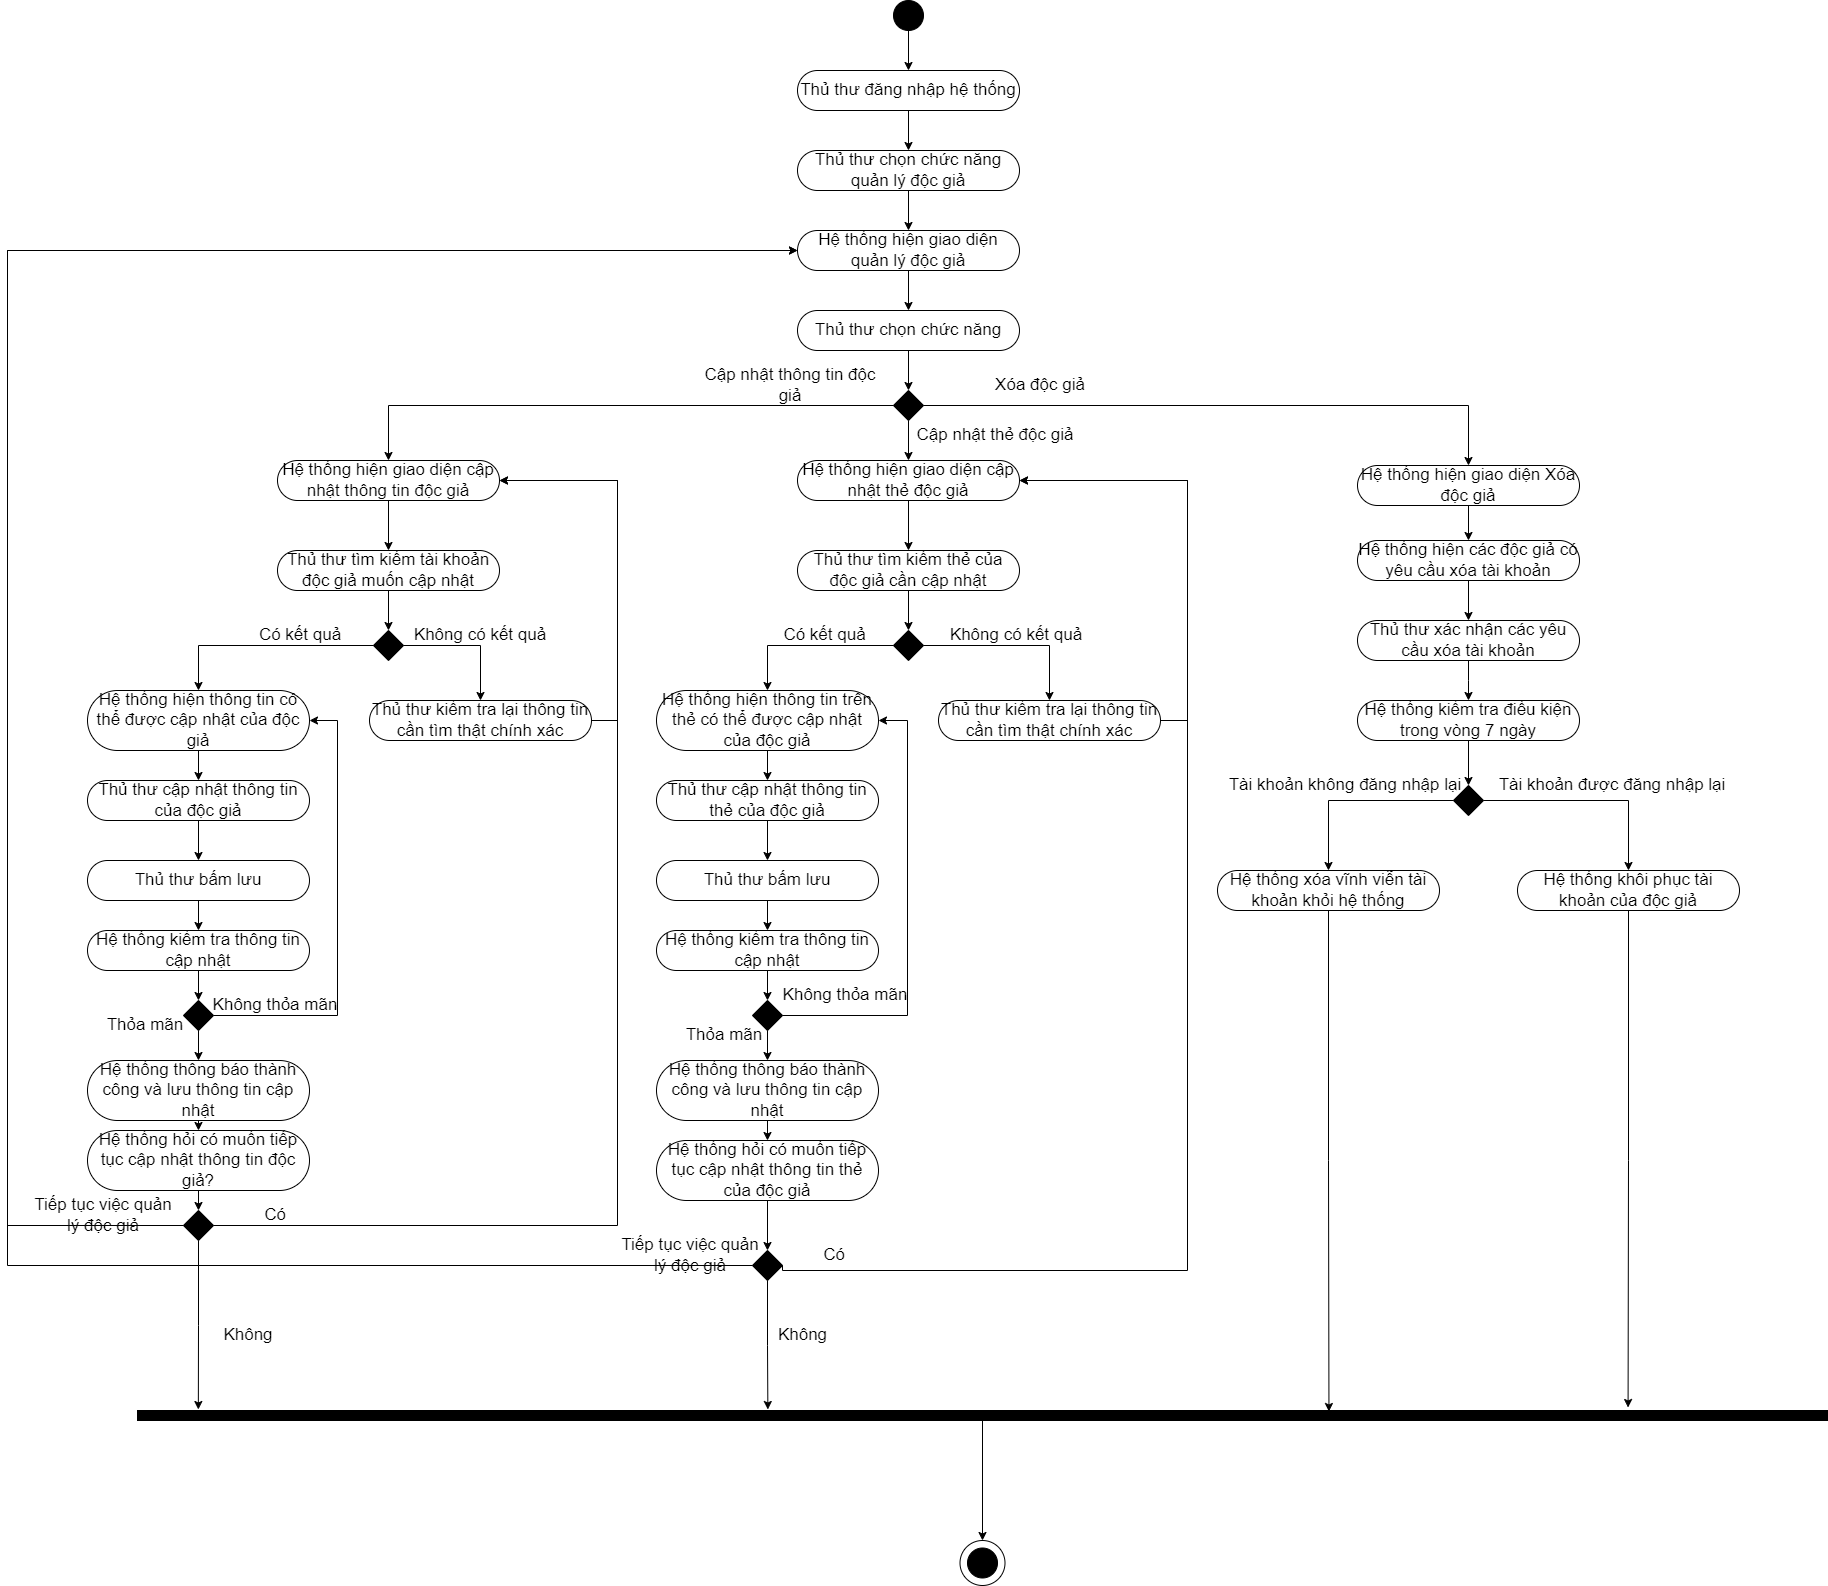 Thủ thư đăng nhập hệ thống
Thủ thư chọn chức năng
quản lý độc giả
Hệ thống hiện giao diện
quản lý độc giả
Thủ thư chọn chức năng
Cập nhật thông tin độc
giả
Xóa độc giả
Cập nhật thẻ độc giả
Hệ thống hiện giao diện cập
nhật thông tin độc giả
Thủ thư tìm kiếm tài khoản
độc giả muốn cập nhật
Có kết quả
Không có kết quả
Hệ thống hiện thông tin có
thể được cập nhật của độc
giả
Thủ thư kiểm tra lại thông tin
cần tìm thật chính xác
Thủ thư cập nhật thông tin
của độc giả
Thủ thư bấm lưu
Hệ thống kiểm tra thông tin
cập nhật
Không thỏa mãn
Thỏa mãn
Hệ thống thông báo thành
công và lưu thông tin cập
nhật
Hệ thống hỏi có muốn tiếp
tục cập nhật thông tin độc
giả?
Tiếp tục việc quản
lý độc giả
Có
Không
Hệ thống hiện giao diện cập
nhật thẻ độc giả
Thủ thư tìm kiếm thẻ của
độc giả cần cập nhật
Có kết quả
Không có kết quả
Hệ thống hiện thông tin trên
thẻ có thể được cập nhật
của độc giả
Thủ thư kiểm tra lại thông tin
cần tìm thật chính xác
Thủ thư cập nhật thông tin
thẻ của độc giả
Thủ thư bấm lưu
Hệ thống kiểm tra thông tin
cập nhật
Không thỏa mãn
Thỏa mãn
Hệ thống thông báo thành
công và lưu thông tin cập
nhật
Hệ thống hỏi có muốn tiếp
tục cập nhật thông tin thẻ
của độc giả
Tiếp tục việc quản
lý độc giả
Có
Không
Hệ thống hiện giao diện Xóa
độc giả
Hệ thống hiện các độc giả có
yêu cầu xóa tài khoản
Thủ thư xác nhận các yêu
cầu xóa tài khoản
Hệ thống kiểm tra điều kiện
trong vòng 7 ngày
Tài khoản không đăng nhập lại
Tài khoản được đăng nhập lại
Hệ thống xóa vĩnh viễn tài
khoản khỏi hệ thống
Hệ thống khôi phục tài
khoản của độc giả